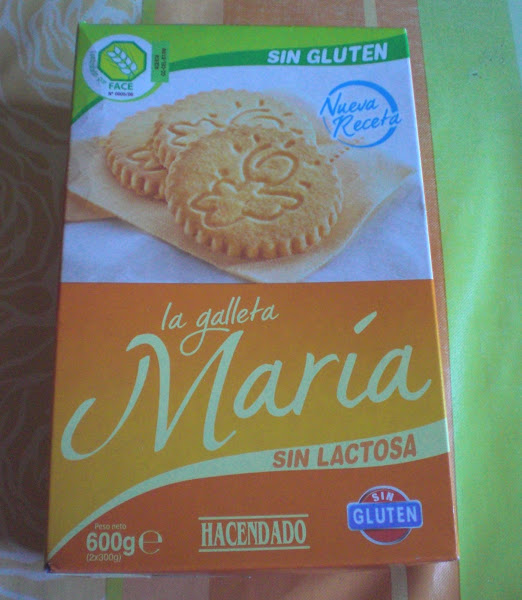 SIN GLUTEN
FACE
Nueva
Receta
la galleta
María
SIN LACTOSA
Peso neto
600g e
(2x300g)
HACENDADO
SIN
GLUTEN